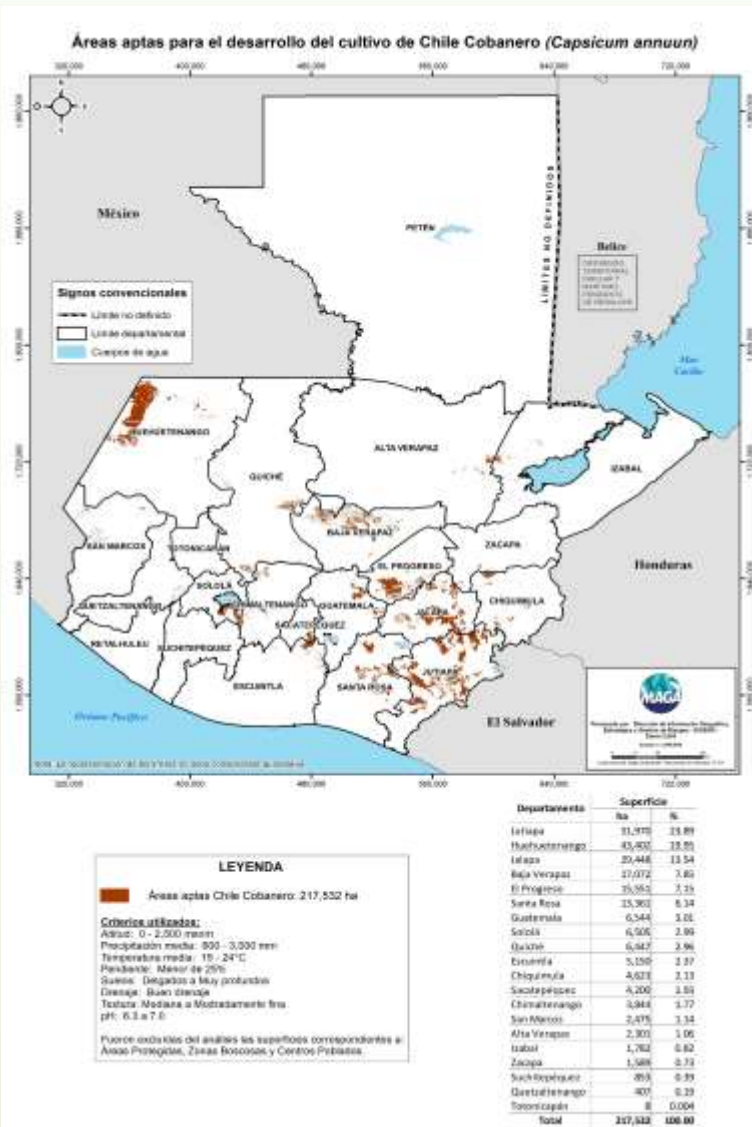 Áreas aptas para el desarrollo del cultivo de Chile Cobanero (Capsicum annuun)
México
PETÉN
LÍMITES NO DEFINIDOS
Belice
Signos convencionales
Límite no definido
Límite departamental
Cuerpos de agua
Mar Caribe
HUEHUETENANGO
ALTA VERAPAZ
QUICHÉ
IZABAL
BAJA VERAPAZ
SAN MARCOS
TOTONICAPÁN
ZACAPA
EL PROGRESO
Honduras
SOLOLÁ
QUETZALTENANGO
CHIMALTENANGO
GUATEMALA
JALAPA
CHIQUIMULA
SACATEPÉQUEZ
RETALHULEU
SUCHITEPÉQUEZ
JUTIAPA
ESCUINTLA
SANTA ROSA
MAGA
Océano Pacífico
El Salvador
LEYENDA
Áreas aptas Chile Cobanero: 217,532 ha
Criterios utilizados:
Altitud: 0 - 2,500 msnm
Precipitación media: 600 - 3,000 mm
Temperatura media: 15 - 24°C
Pendiente: Menor de 25%
Suelos: Delgados a Muy profundos
Drenaje: Buen drenaje
Textura: Mediana a Moderadamente fina
pH: 6.3 a 7.0
Fueron excluidas del análisis las superficies correspondientes a:
Áreas Protegidas, Zonas Boscosas y Centros Poblados.
Departamento Superficie
ha %
Jutiapa 23.89
Huehuetenango 43,402 19.95
Jalapa 29,448 13.54
Baja Verapaz 17,072 7.85
El Progreso 15,551 7.15
Santa Rosa 13,361 6.14
Guatemala 6,544 3.01
Sololá 6,505 2.99
Quiché 6,447 2.96
Escuintla 5,150 2.37
Chiquimula 4,623 2.13
Sacatepéquez 4,200 1.93
Chimaltenango 3,844 1.77
San Marcos 2,475 1.14
Alta Verapaz 2,301 1.06
Izabal 1,782 0.82
Zacapa 1,589 0.73
Suchitepéquez 853 0.39
Quetzaltenango 407 0.19
Totonicapán 8 0.004
Total 217,532 100.00